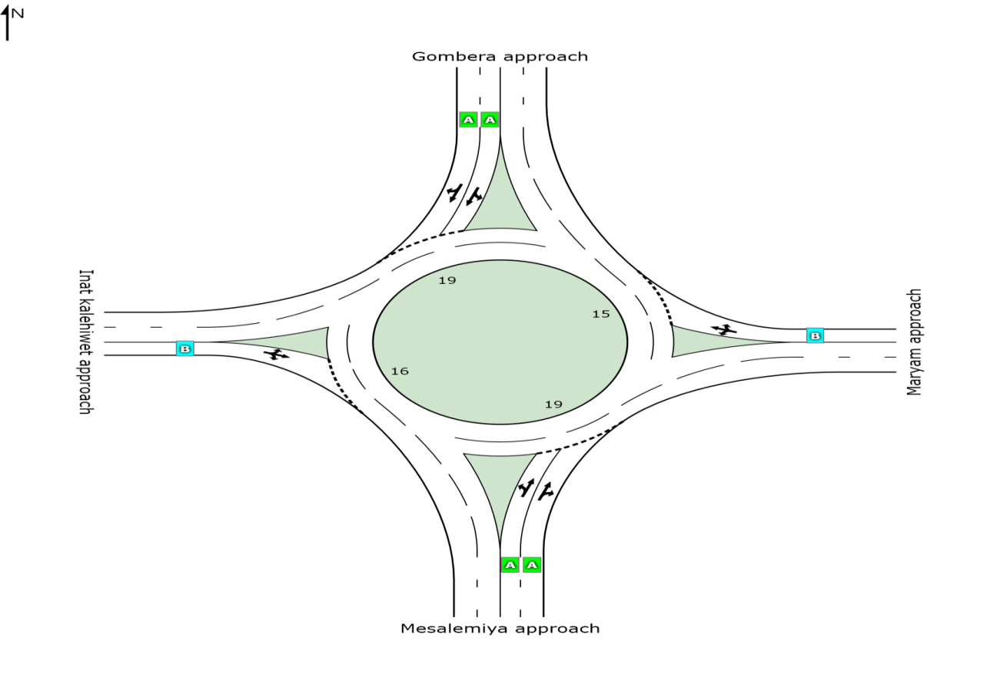 N
Gombera approach
A A
19
15
Inat kalehiwet approach
B
B
Maryam approach
16
19
A A
Mesalemiya approach